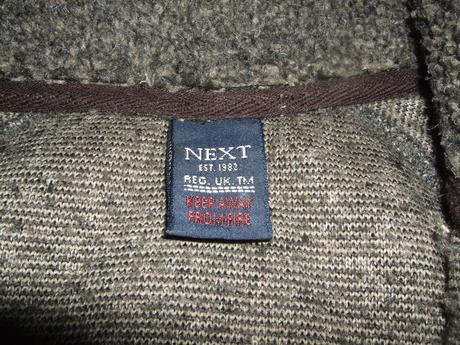 NEXT
EST. 1982
REG. UK. TM
KEEP AWAY
FROM FIRE